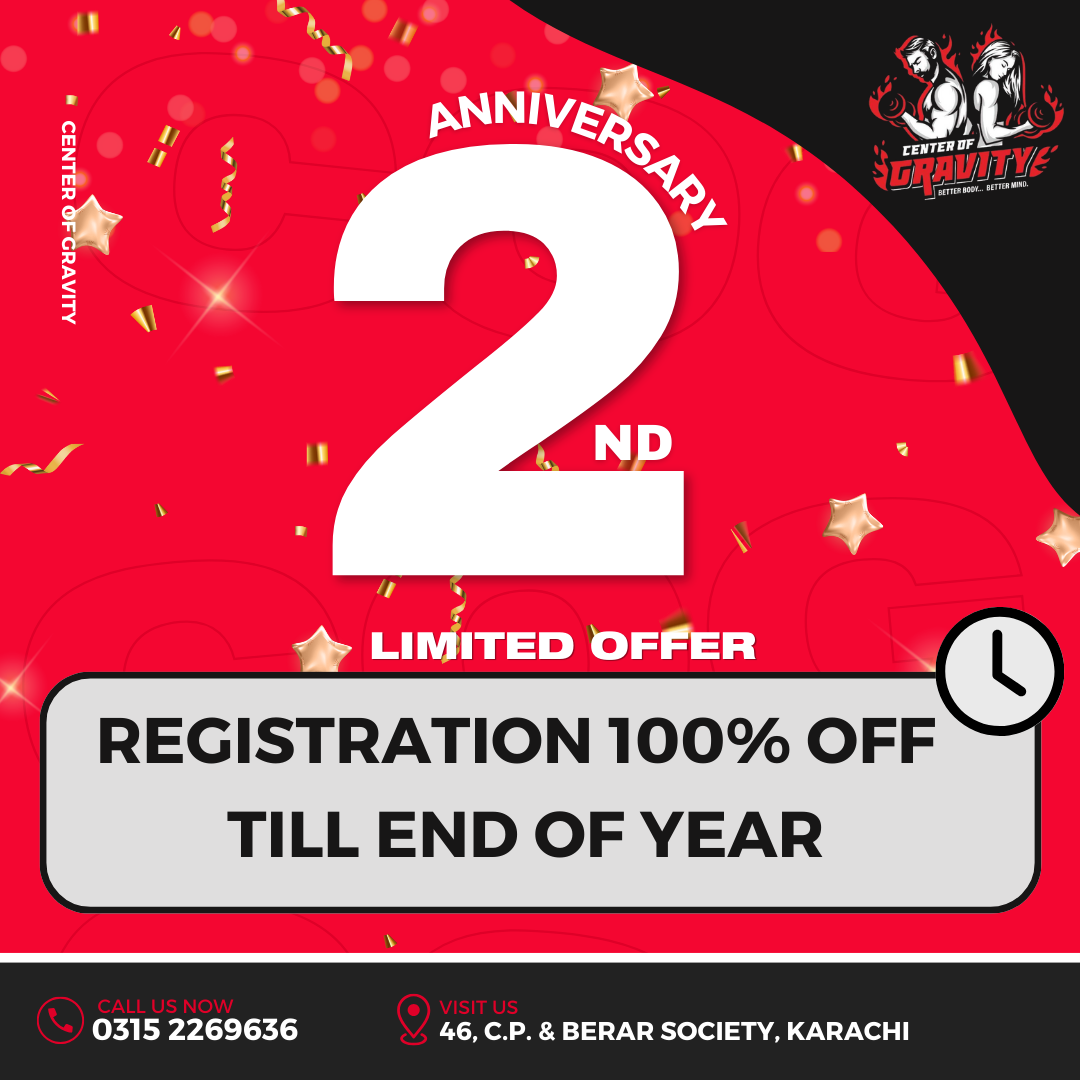 CENTER OF GRAVITY
ANNIVERSARY
2ND
CENTER OF
GRAVITY
BETTER BODY... BETTER MIND.
LIMITED OFFER
REGISTRATION 100% OFF
TILL END OF YEAR
CALL US NOW
0315 2269636
VISIT US
46, C.P. & BERAR SOCIETY, KARACHI